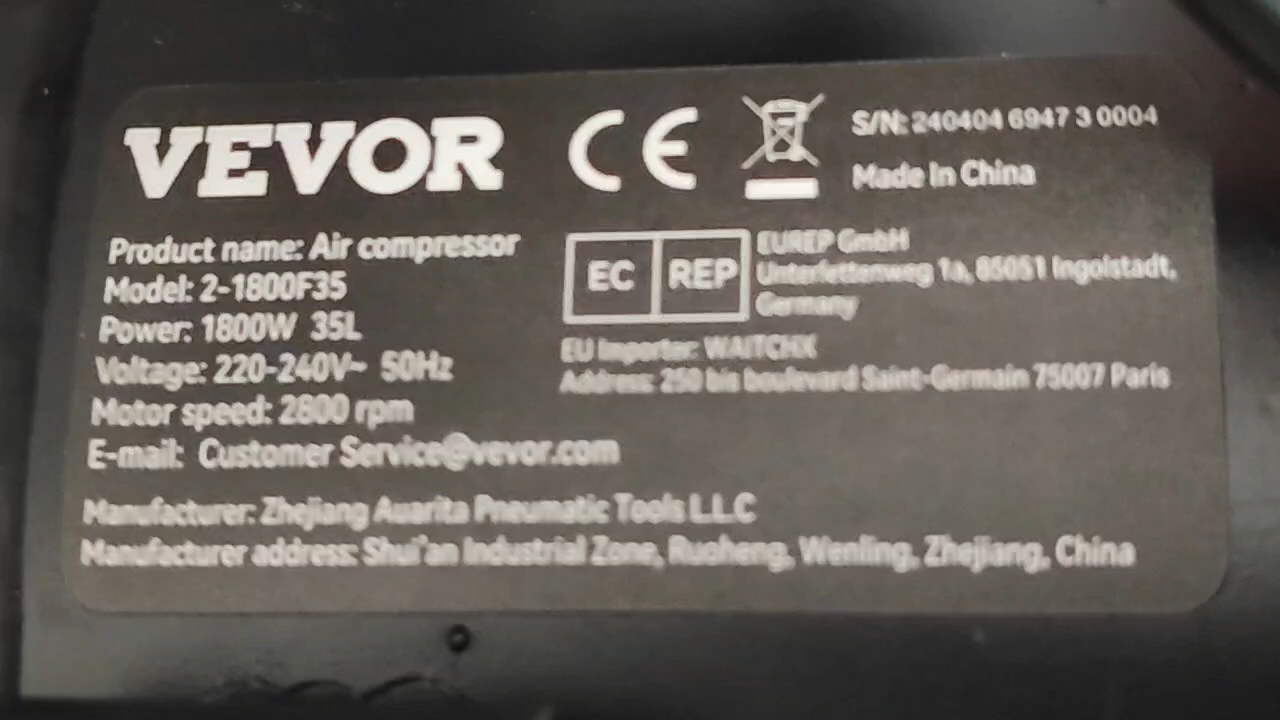 VEVOR
CE
S/N: 240404 6947 3 0004
Made In China
Product name: Air compressor
Model: 2-1800F35
Power: 1800W 35L
Voltage: 220-240V~ 50Hz
Motor speed: 2800 rpm
E-mail: Customer Service@vevor.com
EC REP
EUREP GmbH
Unterlettenweg 1a, 85051 Ingolstadt,
Germany
EU Importer: WAITCHX
Address: 250 bis boulevard Saint-Germain 75007 Paris
Manufacturer: Zhejiang Auarita Pneumatic Tools L.L.C
Manufacturer address: Shui'an Industrial Zone, Ruoheng, Wenling, Zhejiang, China